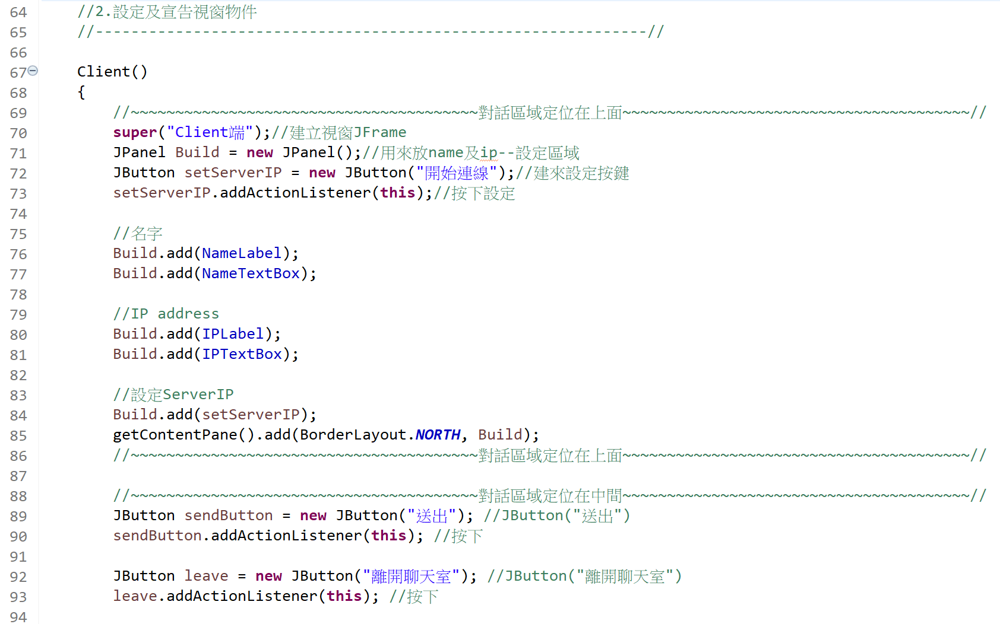 64 //2.設定及宣告視窗物件
65 //--------------------------------------------------------------//
66
67 Client()
68 {
69 //~~~~~~~~~~~~~~~~~~~~~~~~~~~~~~~~~~~~~~~對話區域定位在上面~~~~~~~~~~~~~~~~~~~~~~~~~~~~~~~~~~~~~~~//
70 super("Client端");//建立視窗JFrame
71 JPanel Build = new JPanel();//用來放name及ip--設定區域
72 JButton setServerIP = new JButton("開始連線");//建來設定按鍵
73 setServerIP.addActionListener(this);//按下設定
74
75 //名字
76 Build.add(NameLabel);
77 Build.add(NameTextBox);
78
79 //IP address
80 Build.add(IPLabel);
81 Build.add(IPTextBox);
82
83 //設定ServerIP
84 Build.add(setServerIP);
85 getContentPane().add(BorderLayout.NORTH, Build);
86 //~~~~~~~~~~~~~~~~~~~~~~~~~~~~~~~~~~~~~~~對話區域定位在上面~~~~~~~~~~~~~~~~~~~~~~~~~~~~~~~~~~~~~~~//
87
88 //~~~~~~~~~~~~~~~~~~~~~~~~~~~~~~~~~~~~~~~對話區域定位在中間~~~~~~~~~~~~~~~~~~~~~~~~~~~~~~~~~~~~~~~//
89 JButton sendButton = new JButton("送出"); //JButton("送出")
90 sendButton.addActionListener(this); //按下
91
92 JButton leave = new JButton("離開聊天室"); //JButton("離開聊天室")
93 leave.addActionListener(this); //按下
94